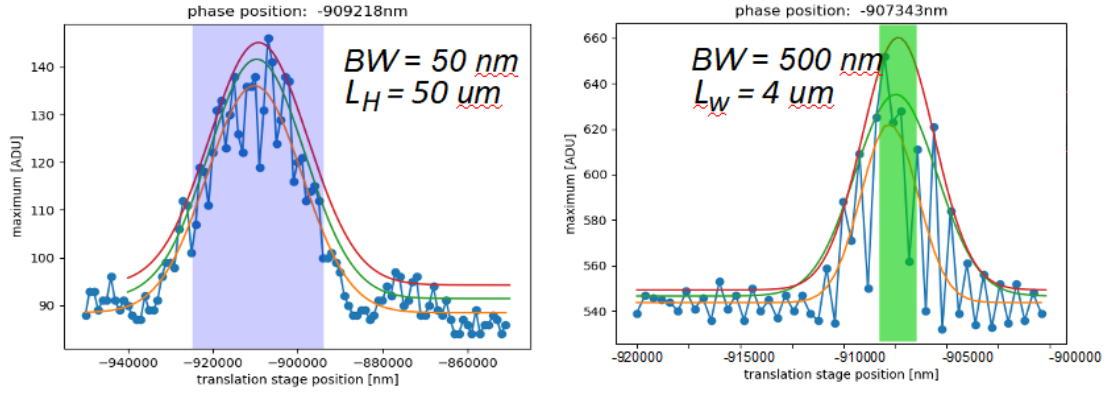 phase position: -909218nm
BW = 50 nm
L_H = 50 um
maximum [ADU]
140
130
120
110
100
90
−940000 −920000 −900000 −880000 −860000
translation stage position [nm]
phase position: -907343nm
BW = 500 nm
L_W = 4 um
maximum [ADU]
660
640
620
600
580
560
540
-920000 -915000 -910000 -905000 -900000
translation stage position [nm]